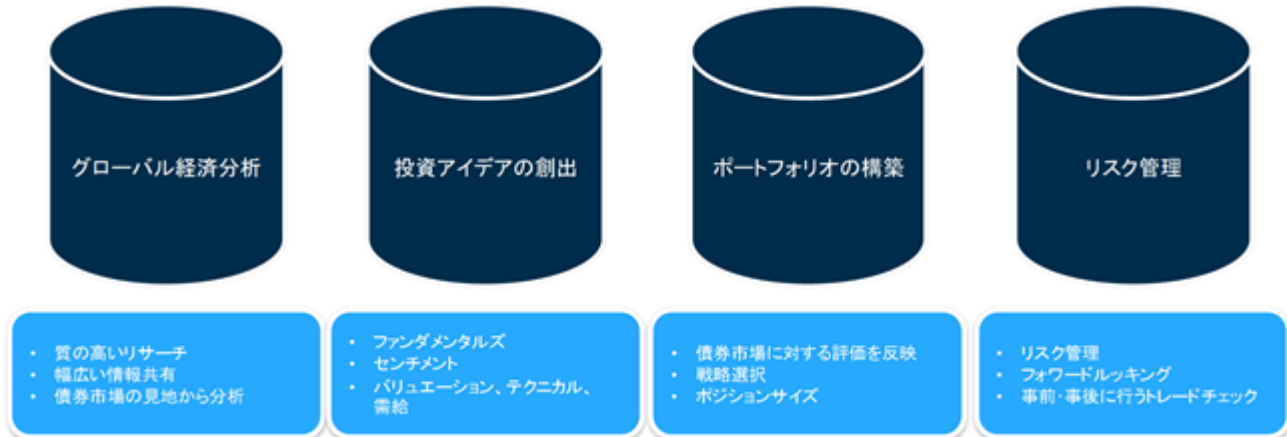 グローバル経済分析
投資アイデアの創出
ポートフォリオの構築
リスク管理
• 質の高いリサーチ
• 幅広い情報共有
• 債券市場の見地から分析
• ファンダメンタルズ
• センチメント
• バリュエーション、テクニカル、
需給
• 債券市場に対する評価を反映
• 戦略選択
• ポジションサイズ
• リスク管理
• フォワードルッキング
• 事前・事後に行うトレードチェック